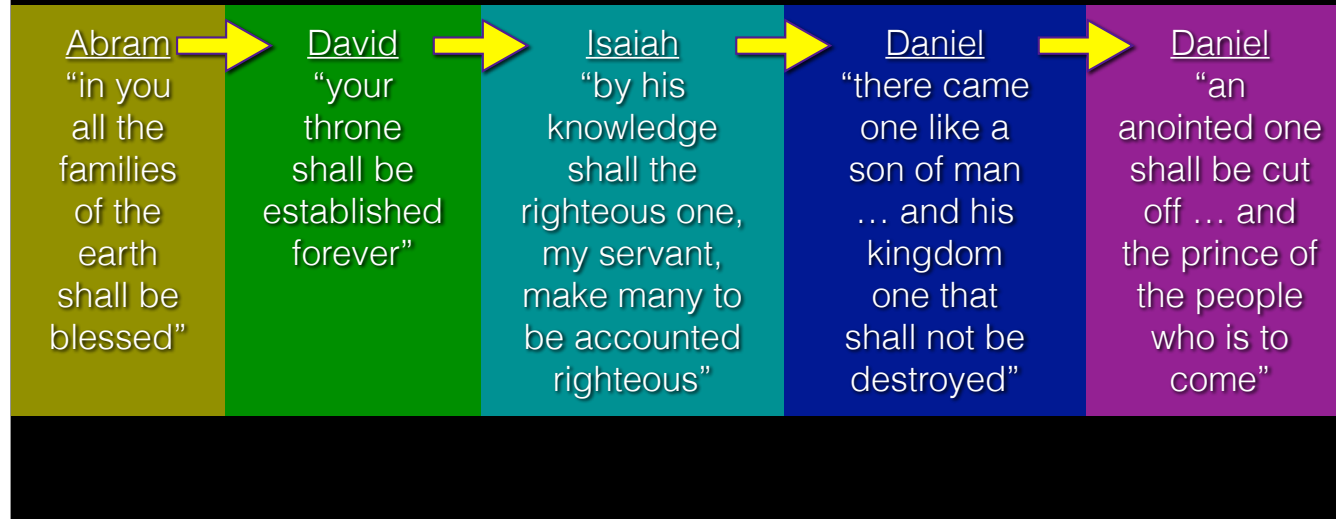 Abram
“in you
all the
families
of the
earth
shall be
blessed”
David
“your
throne
shall be
established
forever”
Isaiah
“by his
knowledge
shall the
righteous one,
my servant,
make many to
be accounted
righteous”
Daniel
“there came
one like a
son of man
… and his
kingdom
one that
shall not be
destroyed”
Daniel
“an
anointed one
shall be cut
off … and
the prince of
the people
who is to
come”